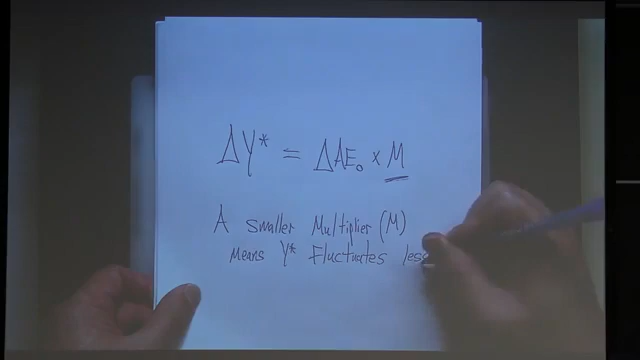 ΔY* = ΔAE₀ × M
A smaller Multiplier (M)
means Y* Fluctuates less